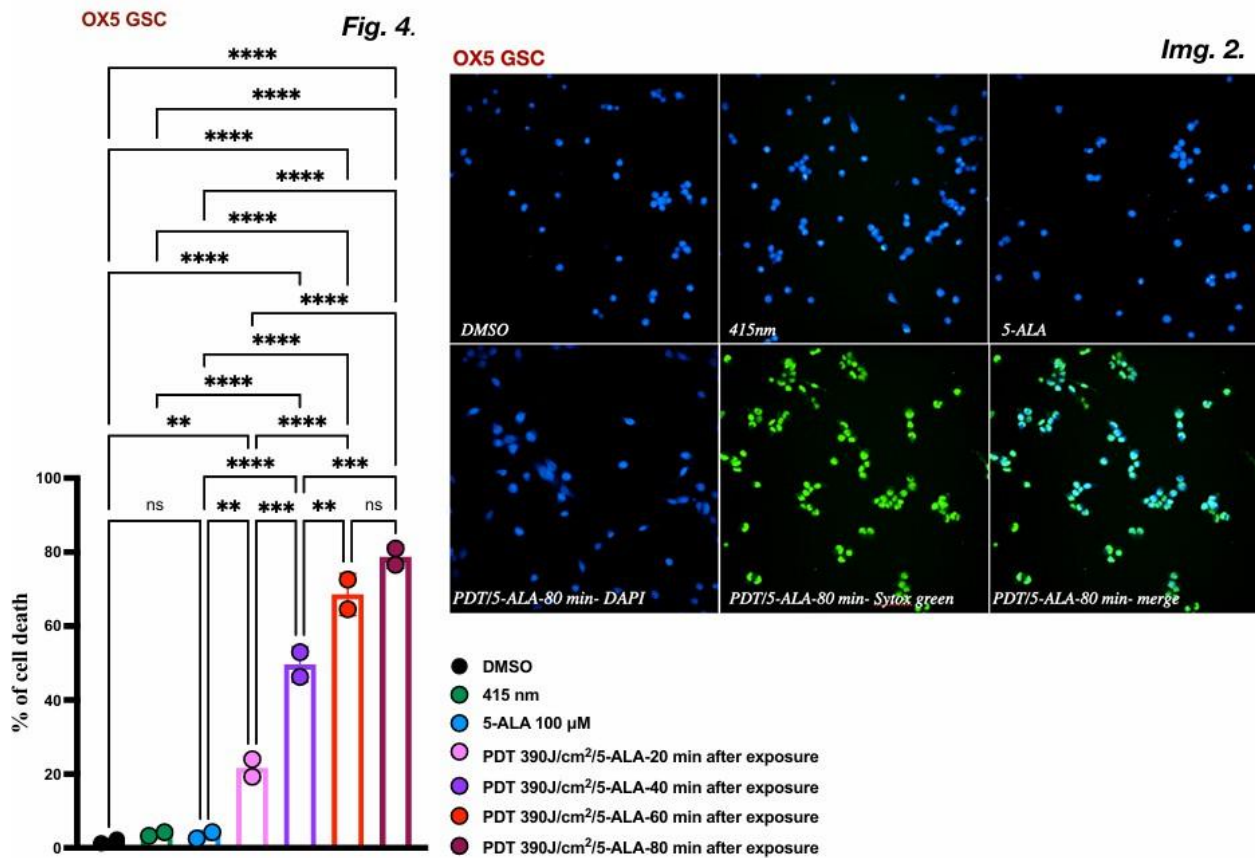 OX5 GSC
Fig. 4.
****
****
****
****
****
****
****
****
****
** ****
**** ***
ns ** *** ** ns
100
80
60
40
20
0
% of cell death
OX5 GSC
Img. 2.
DMSO
415nm
5-ALA
PDT/5-ALA-80 min- DAPI
PDT/5-ALA-80 min- Sytox green
PDT/5-ALA-80 min- merge
DMSO
415 nm
5-ALA 100 µM
PDT 390J/cm²/5-ALA-20 min after exposure
PDT 390J/cm²/5-ALA-40 min after exposure
PDT 390J/cm²/5-ALA-60 min after exposure
PDT 390J/cm²/5-ALA-80 min after exposure